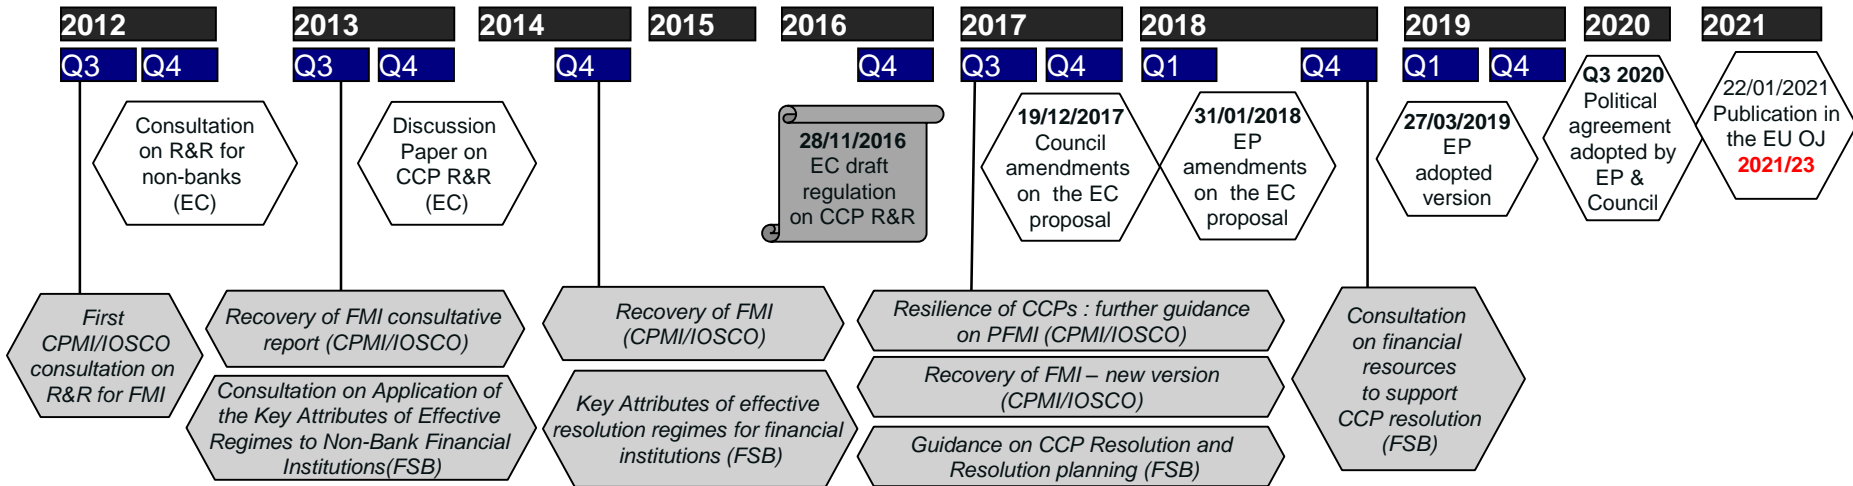 2012
2013
2014
2015
2016
2017
2018
2019
2020
2021
Q3
Q4
Q3
Q4
Q4
Q4
Q3
Q4
Q1
Q4
Q1
Q4
Consultation
on R&R for
non-banks
(EC)
Discussion
Paper on
CCP R&R
(EC)
28/11/2016
EC draft
regulation
on CCP R&R
19/12/2017
Council
amendments
on the EC
proposal
31/01/2018
EP
amendments
on the EC
proposal
27/03/2019
EP
adopted
version
Q3 2020
Political
agreement
adopted by
EP &
Council
22/01/2021
Publication in
the EU OJ
2021/23
First
CPMI/IOSCO
consultation on
R&R for FMI
Recovery of FMI consultative
report (CPMI/IOSCO)
Consultation on Application of
the Key Attributes of Effective
Regimes to Non-Bank Financial
Institutions(FSB)
Recovery of FMI
(CPMI/IOSCO)
Key Attributes of effective
resolution regimes for financial
institutions (FSB)
Resilience of CCPs : further guidance
on PFMI (CPMI/IOSCO)
Recovery of FMI – new version
(CPMI/IOSCO)
Guidance on CCP Resolution and
Resolution planning (FSB)
Consultation
on financial
resources
to support
CCP resolution
(FSB)